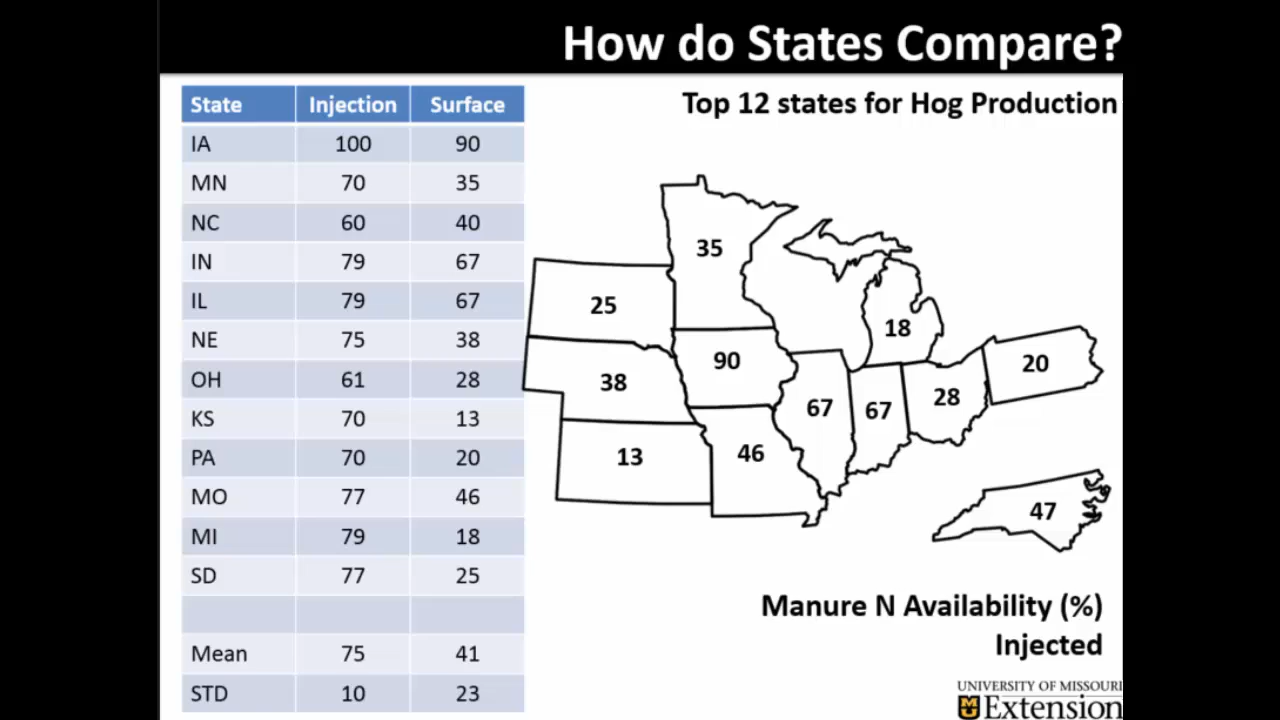 How do States Compare?
State Injection Surface
IA 100 90
MN 70 35
NC 60 40
IN 79 67
IL 79 67
NE 75 38
OH 61 28
KS 70 13
PA 70 20
MO 77 46
MI 79 18
SD 77 25
Mean 75 41
STD 10 23
Top 12 states for Hog Production
35
25
18
90
20
38
28
67
67
46
13
47
Manure N Availability (%)
Injected
UNIVERSITY OF MISSOURI
Extension